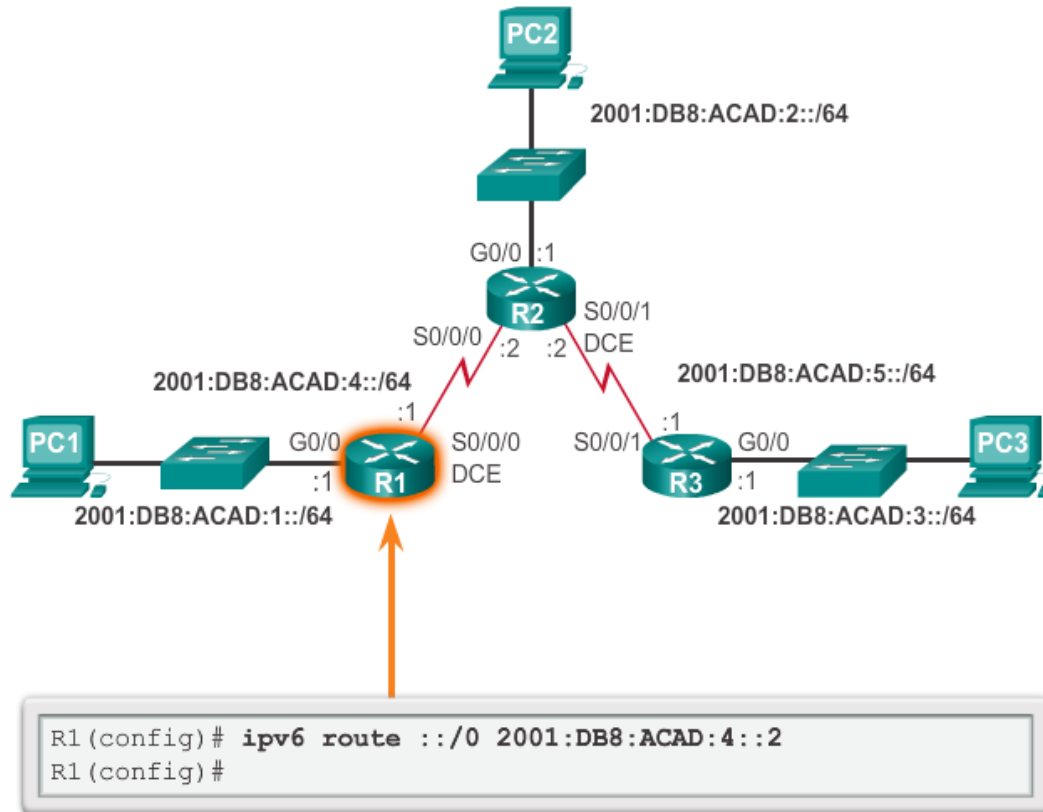 PC2
2001:DB8:ACAD:2::/64
G0/0 :1
R2
S0/0/1
S0/0/0
:2 :2 DCE
2001:DB8:ACAD:4::/64
2001:DB8:ACAD:5::/64
:1
:1
PC1
G0/0
S0/0/0
S0/0/1
G0/0
PC3
:1
R1
DCE
R3
:1
2001:DB8:ACAD:1::/64
2001:DB8:ACAD:3::/64
R1(config)# ipv6 route ::/0 2001:DB8:ACAD:4::2
R1(config)#